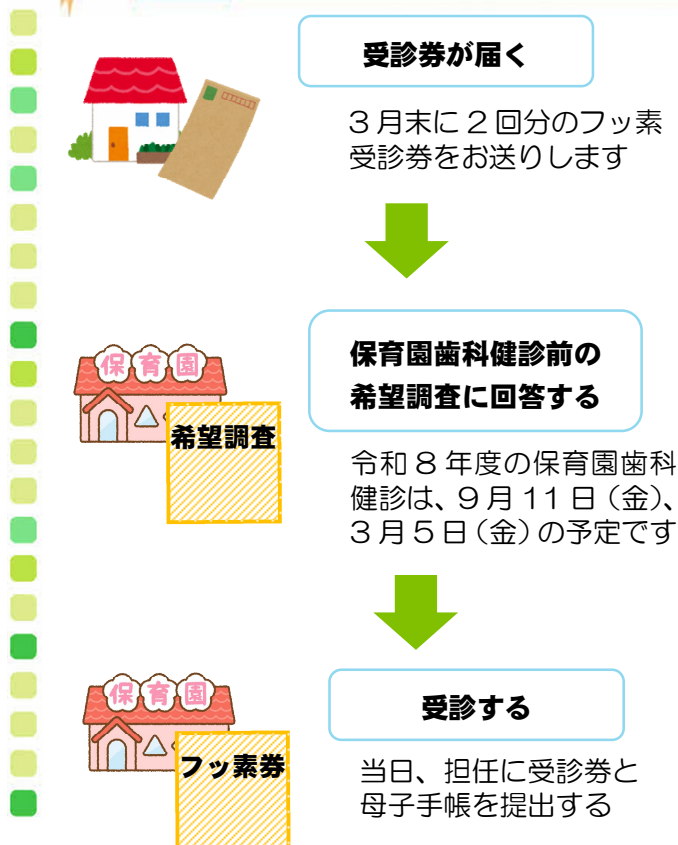 受診券が届く
3月末に2回分のフッ素
受診券をお送りします
保育園
希望調査
保育園歯科健診前の
希望調査に回答する
令和8年度の保育園歯科
健診は、9月11日(金)、
3月5日(金)の予定です
保育園
フッ素券
受診する
当日、担任に受診券と
母子手帳を提出する